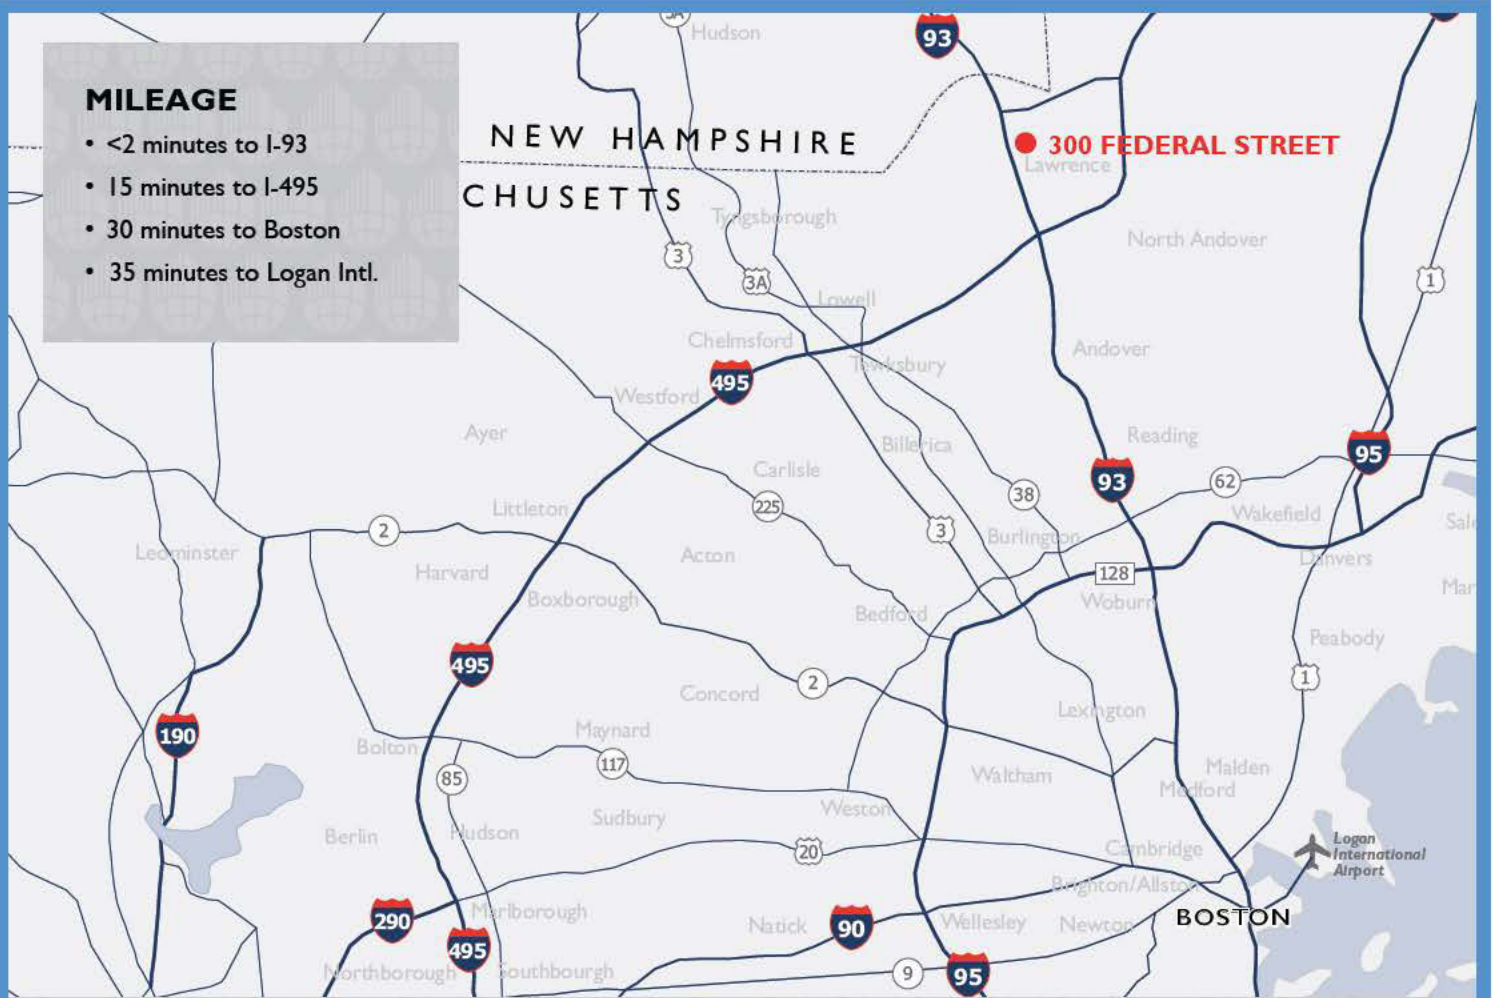 3A
Hudson
93
MILEAGE
• <2 minutes to I-93
• 15 minutes to I-495
• 30 minutes to Boston
• 35 minutes to Logan Intl.
NEW HAMPSHIRE
300 FEDERAL STREET
Lawrence
CHUSETTS
Tyngsborough
North Andover
3
3A
1
Lowell
Chelmsford
Andover
Tewksbury
495
Westford
Ayer
Reading
Billerica
95
Carlisle
93
62
38
225
Littleton
Wakefield
Sale
2
3
Burlington
Leominster
Acton
Danvers
Harvard
128
Mar
Boxborough
Woburn
Bedford
Peabody
495
2
1
Concord
Lexington
Maynard
190
Bolton
117
Malden
85
Waltham
Medford
Weston
Sudbury
Berlin
Hudson
20
Cambridge
Logan
International
Airport
Brighton/Allston
Marlborough
290
BOSTON
Natick
90
Wellesley
Newton
495
Northborough
Southbourgh
9
95